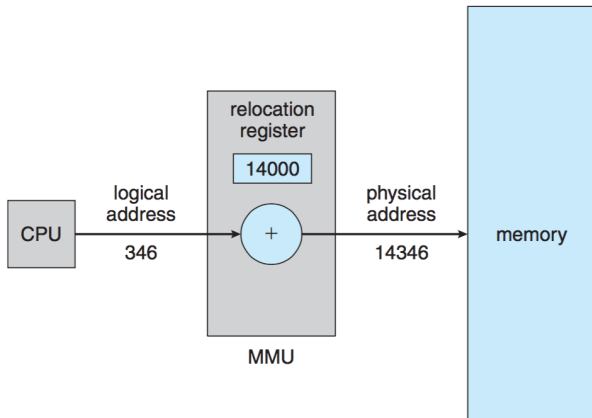 relocation
register
14000
logical
address
physical
address
CPU
+
memory
346
14346
MMU